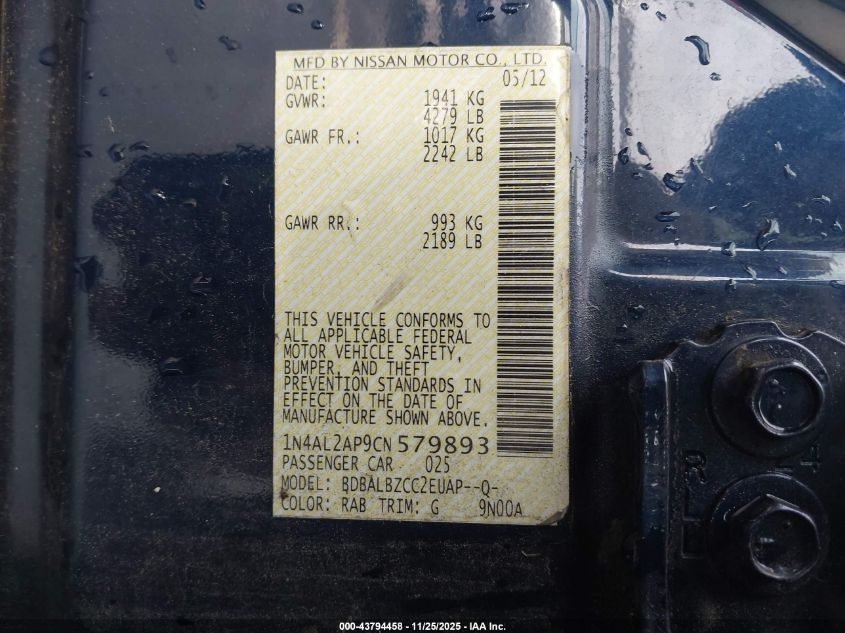 MFD BY NISSAN MOTOR CO., LTD.
DATE: 05/12
GVWR: 1941 KG
4279 LB
GAWR FR.: 1017 KG
2242 LB
GAWR RR.: 993 KG
2189 LB
THIS VEHICLE CONFORMS TO
ALL APPLICABLE FEDERAL
MOTOR VEHICLE SAFETY,
BUMPER, AND THEFT
PREVENTION STANDARDS IN
EFFECT ON THE DATE OF
MANUFACTURE SHOWN ABOVE.
1N4AL2AP9CN579893
PASSENGER CAR 025
MODEL: BDBALBZCC2EUAP--Q-
COLOR: RAB TRIM: G 9N00A
000-43794458 - 11/25/2025 - IAA Inc.